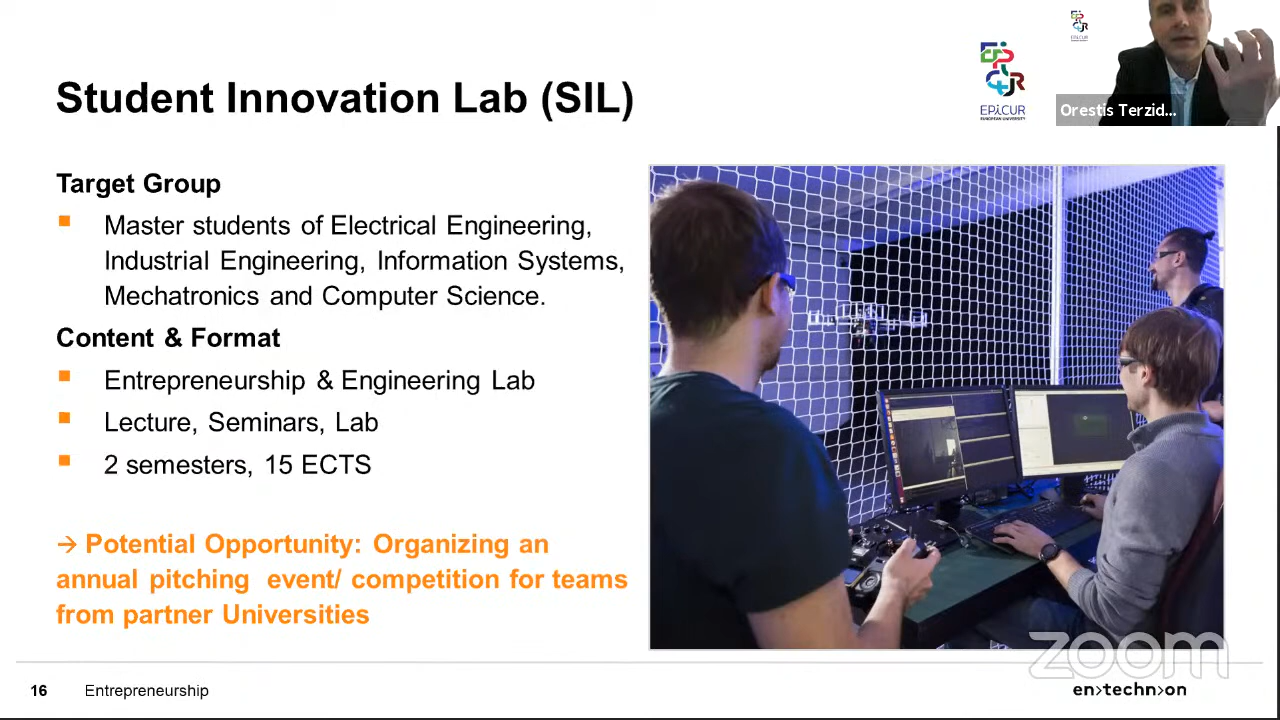 Student Innovation Lab (SIL)
EPICUR
EUROPEAN UNIVERSITY
Orestis Terzid...
Target Group
Master students of Electrical Engineering,
Industrial Engineering, Information Systems,
Mechatronics and Computer Science.
Content & Format
Entrepreneurship & Engineering Lab
Lecture, Seminars, Lab
2 semesters, 15 ECTS
→ Potential Opportunity: Organizing an
annual pitching event/ competition for teams
from partner Universities
zoom
16 Entrepreneurship
en>techn>on